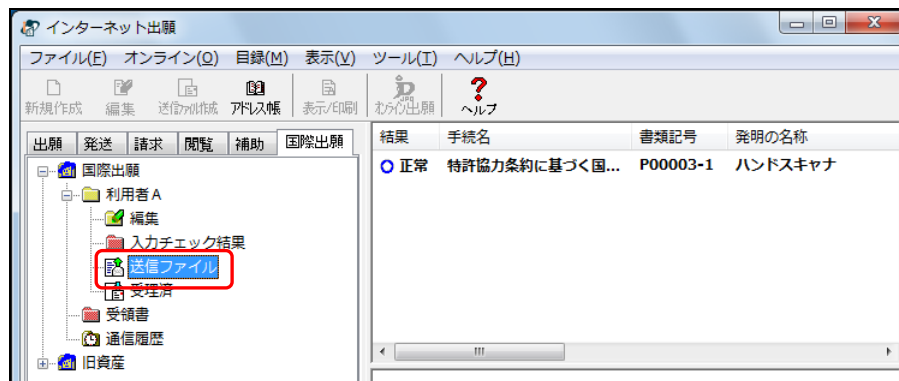 インターネット出願
ファイル(F) オンライン(O) 目録(M) 表示(V) ツール(T) ヘルプ(H)
新規作成 編集 送信ファイル作成 アドレス帳 表示/印刷 オンライン出願 ヘルプ
出願 発送 請求 閲覧 補助 国際出願
国際出願
利用者A
編集
入力チェック結果
送信ファイル
受理済
受領書
通信履歴
旧資産
結果 手続名 書類記号 発明の名称
正常 特許協力条約に基づく国... P00003-1 ハンドスキャナ